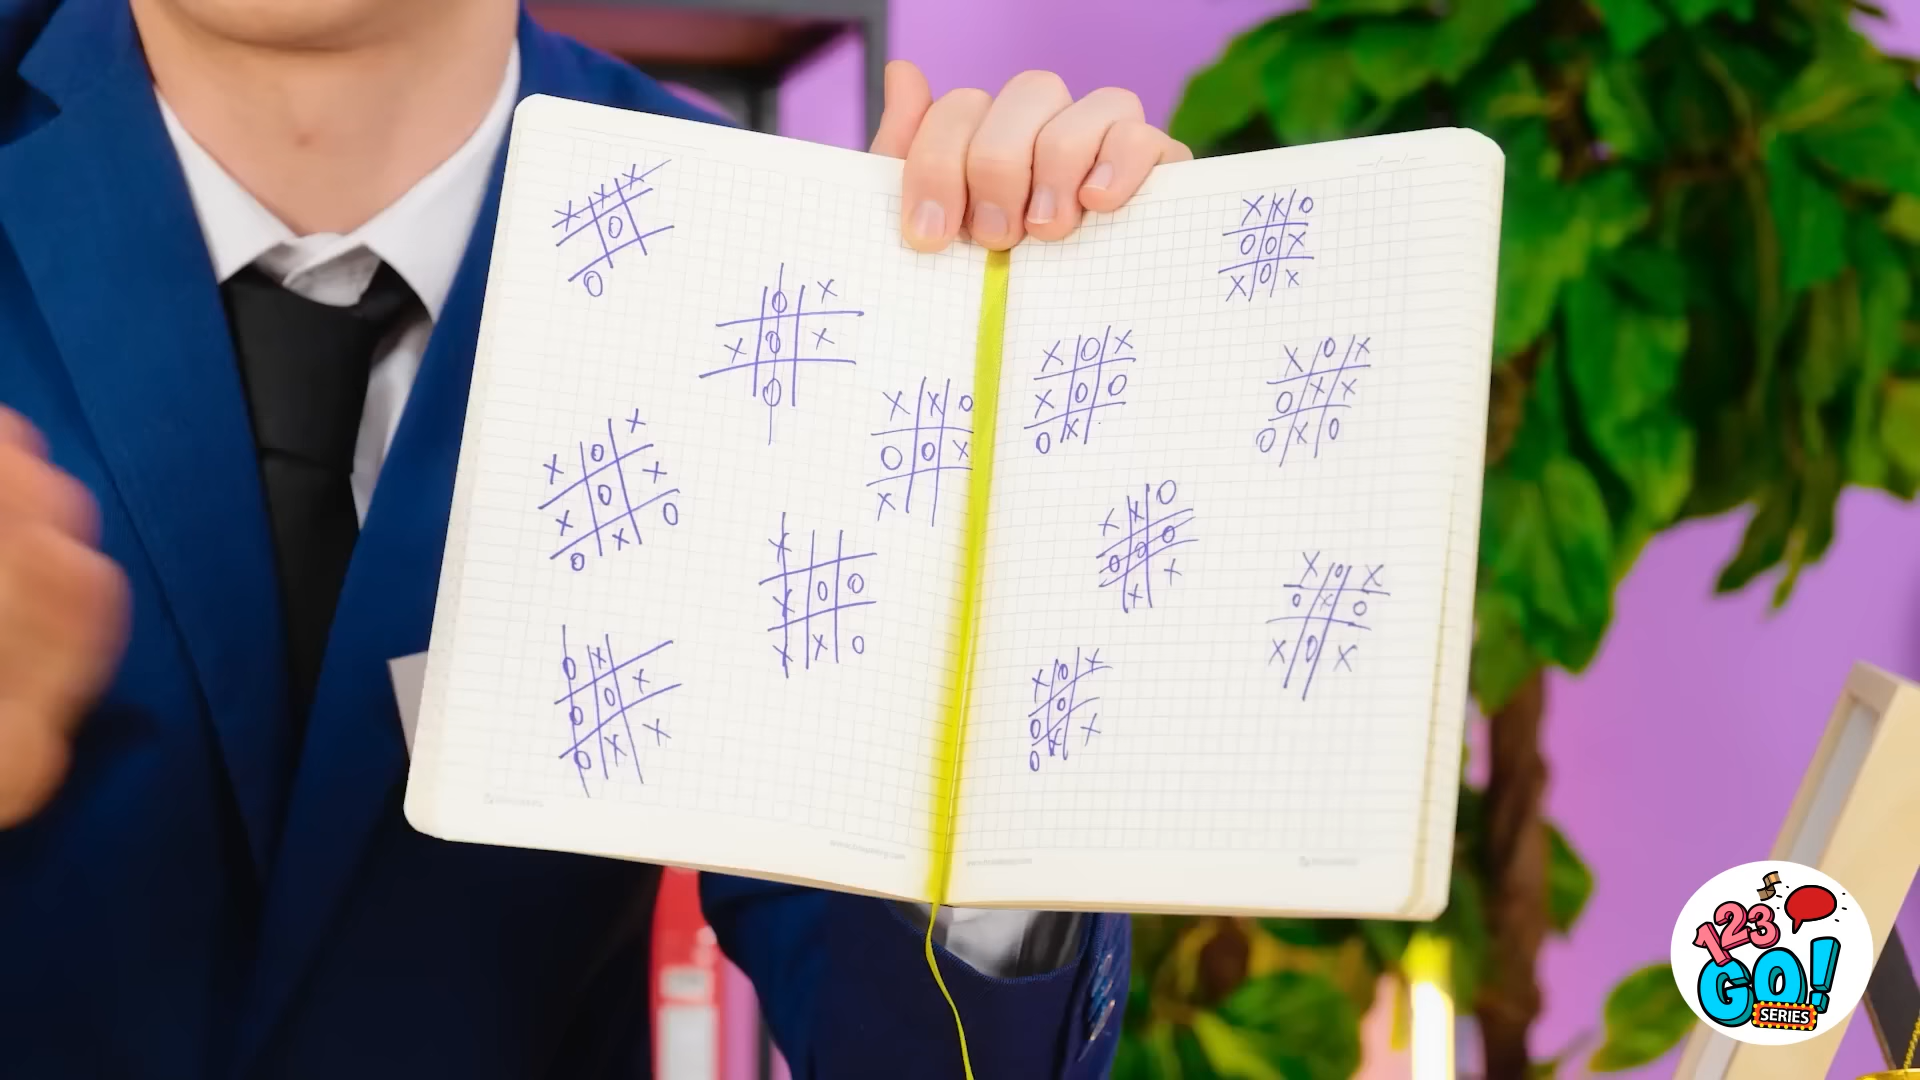 X X X
O
O
O X
X O X
O
X O X
X O X
O X O
X X O
O O X
X
X
X O O
X X O
O X
O O X
O X X
X X O
O O X
X O X
X O X
X O O
O X
X O X
O X X
O X O
X X O
O O O
X X
X O X
O X O
X O X
X O X
O O
O X X
123
GO!
SERIES